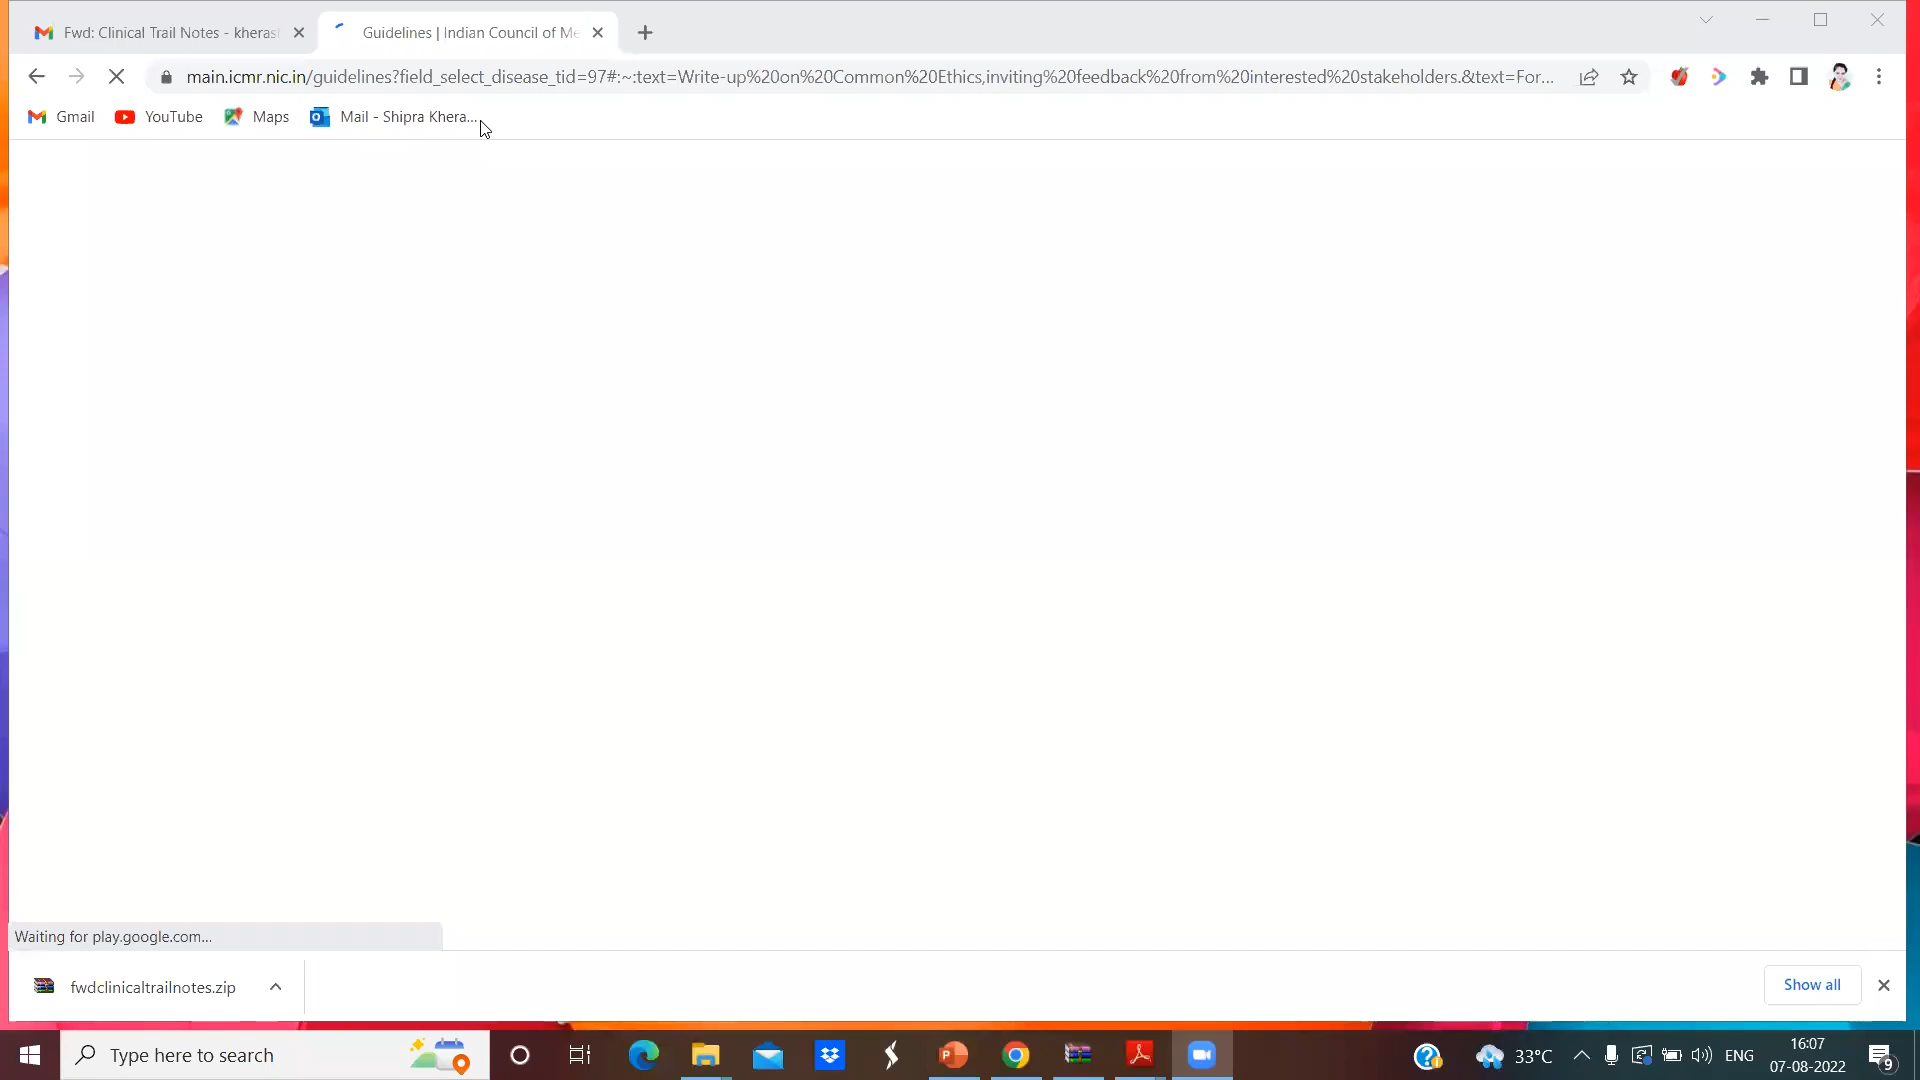 Fwd: Clinical Trail Notes - kheras
Guidelines | Indian Council of Me
main.icmr.nic.in/guidelines?field_select_disease_tid=97#:~:text=Write-up%20on%20Common%20Ethics,inviting%20feedback%20from%20interested%20stakeholders.&text=For...
Gmail
YouTube
Maps
Mail - Shipra Khera...
Waiting for play.google.com...
fwdclinicaltrailnotes.zip
Show all
Type here to search
33°C
ENG
16:07
07-08-2022
9